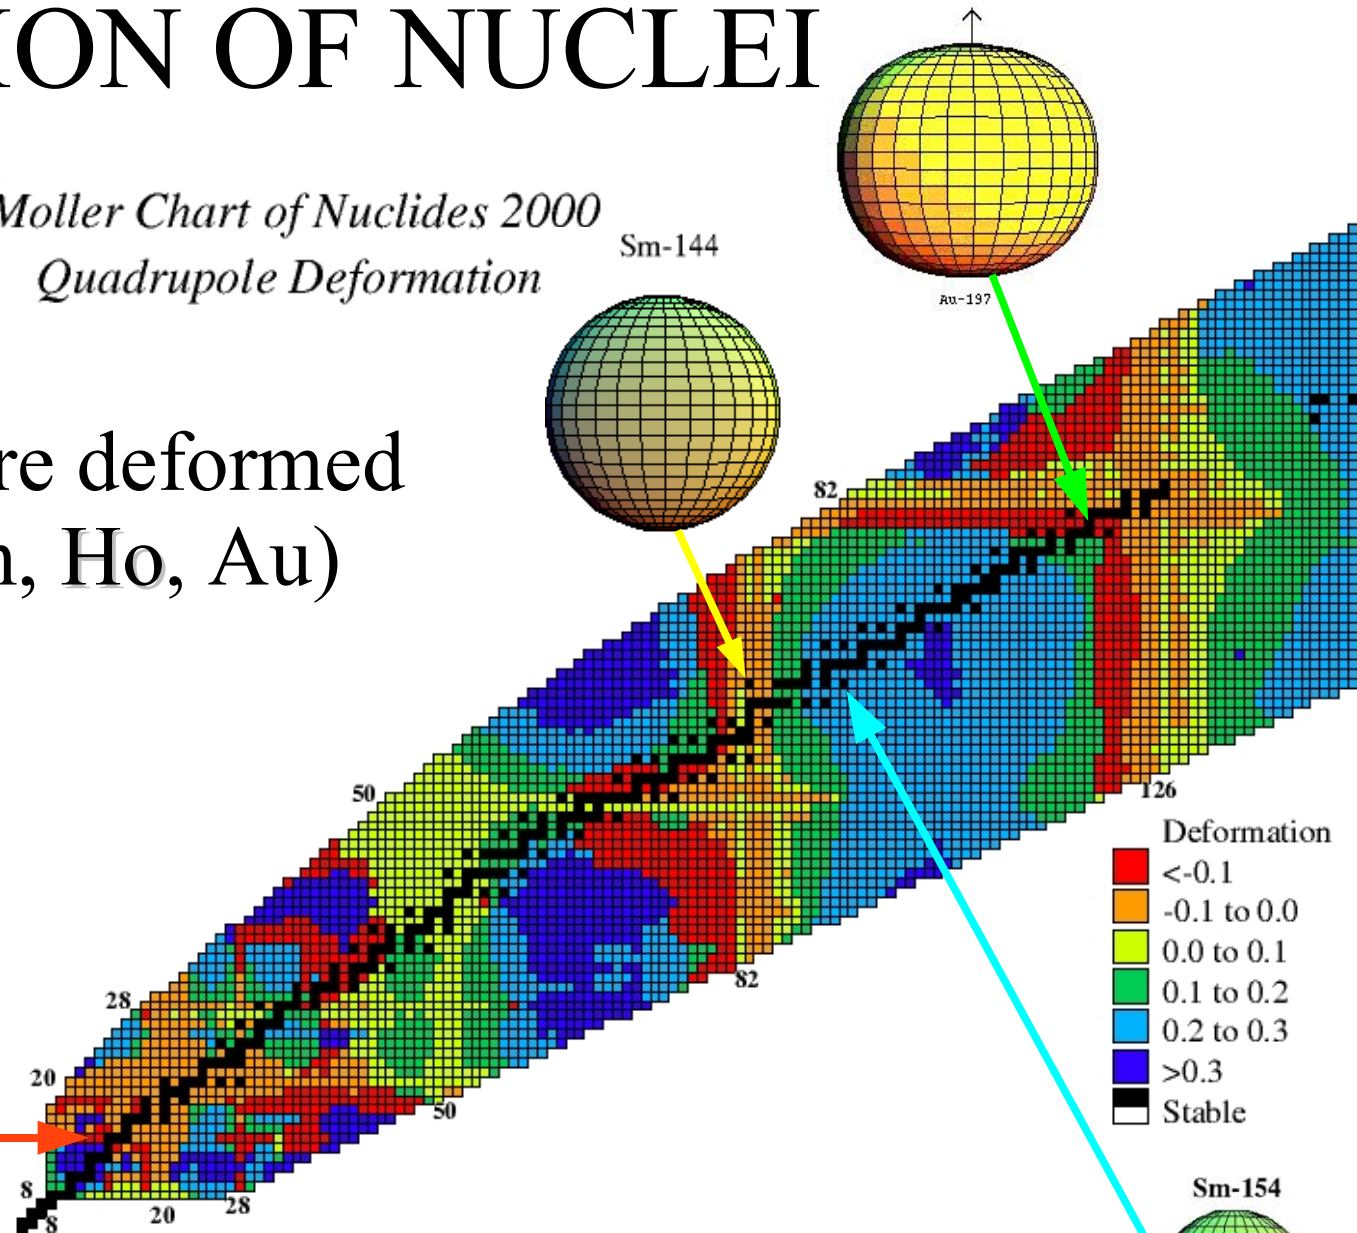 ION OF NUCLEI
Moller Chart of Nuclides 2000
Quadrupole Deformation
Sm-144
Au-197
re deformed
, Ho, Au)
82
50
28
20
8
8
20
28
50
82
126
Deformation
<-0.1
-0.1 to 0.0
0.0 to 0.1
0.1 to 0.2
0.2 to 0.3
>0.3
Stable
Sm-154